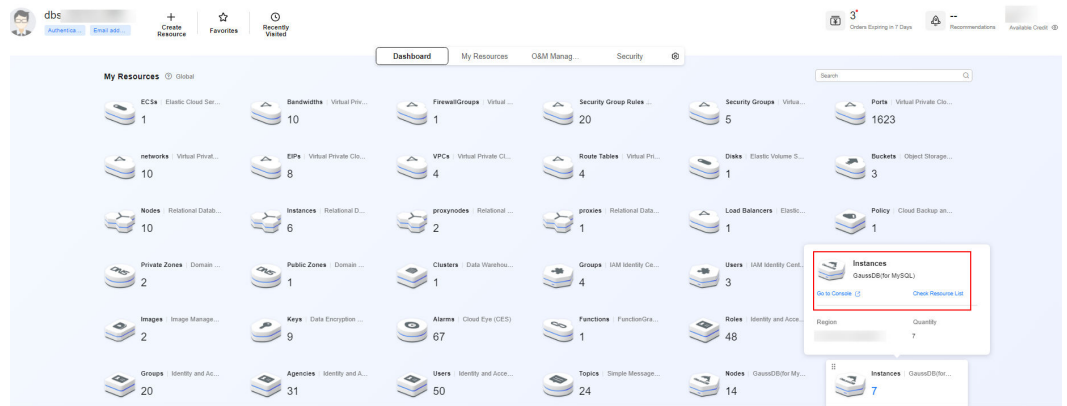 dbs
Authentica...
Email add...
Create Resource
Favorites
Recently Visited
3
Orders Expiring in 7 Days
--
Recommendations
Available Credit
Dashboard
My Resources
O&M Manag...
Security
My Resources Global
Search
ECSs | Elastic Cloud Ser...
1
Bandwidths | Virtual Priv...
10
FirewallGroups | Virtual ...
1
Security Group Rules ...
20
Security Groups | Virtua...
5
Ports | Virtual Private Clo...
1623
networks | Virtual Privat...
10
EIPs | Virtual Private Clo...
8
VPCs | Virtual Private Cl...
4
Route Tables | Virtual Pri...
4
Disks | Elastic Volume S...
1
Buckets | Object Storage...
3
Nodes | Relational Datab...
10
Instances | Relational D...
6
proxynodes | Relational ...
2
proxies | Relational Data...
1
Load Balancers | Elastic...
1
Policy | Cloud Backup an...
1
Private Zones | Domain ...
2
Public Zones | Domain ...
1
Clusters | Data Warehou...
1
Groups | IAM Identity Ce...
4
Users | IAM Identity Cent...
3
Instances
GaussDB(for MySQL)
Go to Console
Check Resource List
Region
Quantity
7
Images | Image Manage...
2
Keys | Data Encryption ...
9
Alarms | Cloud Eye (CES)
67
Functions | FunctionGra...
1
Roles | Identity and Acce...
48
Groups | Identity and Ac...
20
Agencies | Identity and A...
31
Users | Identity and Acce...
50
Topics | Simple Message...
24
Nodes | GaussDB(for My...
14
Instances | GaussDB(for...
7